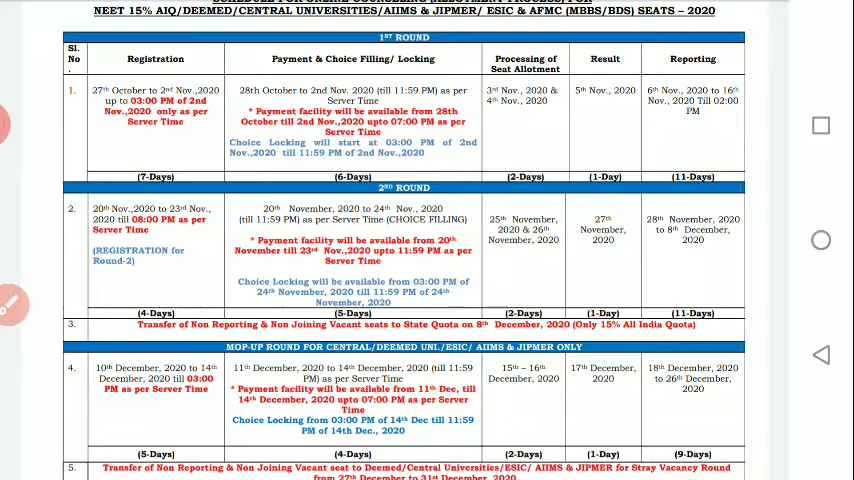 NEET 15% AIQ/DEEMED/CENTRAL UNIVERSITIES/AIIMS & JIPMER/ ESIC & AFMC (MBBS/BDS) SEATS – 2020
1ST ROUND
Sl. No . Registration Payment & Choice Filling/ Locking Processing of Seat Allotment Result Reporting
1.
27th October to 2nd Nov.,2020
up to 03:00 PM of 2nd
Nov.,2020 only as per
Server Time
28th October to 2nd Nov. 2020 (till 11:59 PM) as per
Server Time
* Payment facility will be available from 28th
October till 2nd Nov.,2020 upto 07:00 PM as per
Server Time
Choice Locking will start at 03:00 PM of 2nd
Nov.,2020 till 11:59 PM of 2nd Nov.,2020
3rd Nov., 2020 &
4th Nov., 2020
5th Nov., 2020
6th Nov., 2020 to 16th
Nov., 2020 Till 02:00
PM
(7-Days) (6-Days) (2-Days) (1-Day) (11-Days)
2ND ROUND
2.
20th Nov.,2020 to 23rd Nov.,
2020 till 08:00 PM as per
Server Time
(REGISTRATION for
Round-2)
20th November, 2020 to 24th Nov., 2020
(till 11:59 PM) as per Server Time (CHOICE FILLING)
* Payment facility will be available from 20th
November till 23rd Nov.,2020 upto 11:59 PM as per
Server Time
Choice Locking will be available from 03:00 PM of
24th November, 2020 till 11:59 PM of 24th
November, 2020
25th November,
2020 & 26th
November, 2020
27th
November,
2020
28th November, 2020
to 8th December,
2020
(4-Days) (5-Days) (2-Days) (1-Day) (11-Days)
3. Transfer of Non Reporting & Non Joining Vacant seats to State Quota on 8th December, 2020 (Only 15% All India Quota)
MOP-UP ROUND FOR CENTRAL/DEEMED UNI./ESIC/ AIIMS & JIPMER ONLY
4.
10th December, 2020 to 14th
December, 2020 till 03:00
PM as per Server Time
11th December, 2020 to 14th December, 2020 (till 11:59
PM) as per Server Time
* Payment facility will be available from 11th Dec, till
14th December, 2020 upto 07:00 PM as per Server
Time
Choice Locking from 03:00 PM of 14th Dec till 11:59
PM of 14th Dec., 2020
15th – 16th
December, 2020
17th December,
2020
18th December, 2020
to 26th December,
2020
(5-Days) (4-Days) (2-Days) (1-Day) (9-Days)
5. Transfer of Non Reporting & Non Joining Vacant seat to Deemed/Central Universities/ESIC/ AIIMS & JIPMER for Stray Vacancy Round
from 27th December to 31st December, 2020